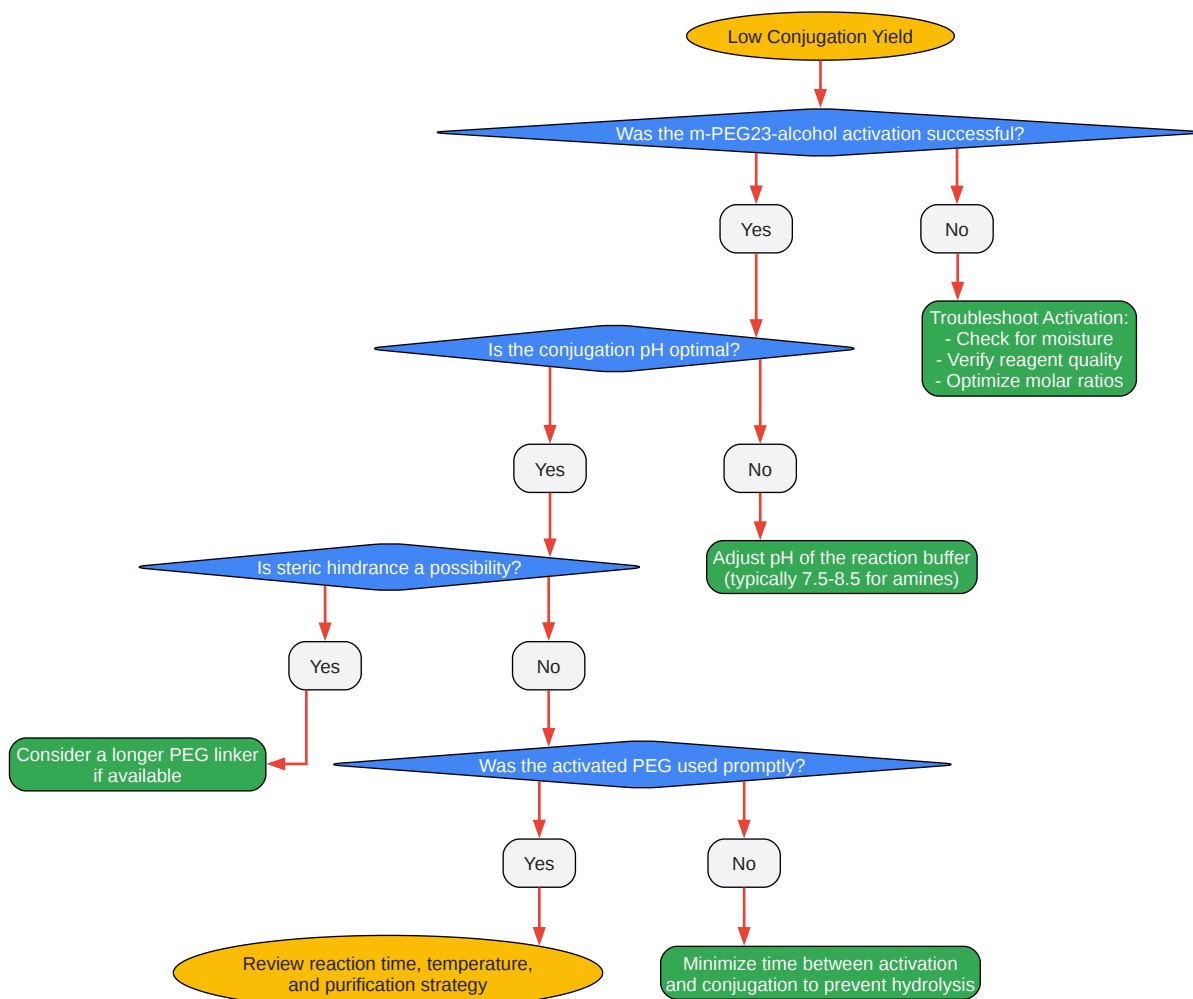 Low Conjugation Yield
Was the m-PEG23-alcohol activation successful?
Yes
No
Troubleshoot Activation:
- Check for moisture
- Verify reagent quality
- Optimize molar ratios
Is the conjugation pH optimal?
Yes
No
Adjust pH of the reaction buffer
(typically 7.5-8.5 for amines)
Is steric hindrance a possibility?
Yes
No
Consider a longer PEG linker
if available
Was the activated PEG used promptly?
Yes
No
Review reaction time, temperature,
and purification strategy
Minimize time between activation
and conjugation to prevent hydrolysis